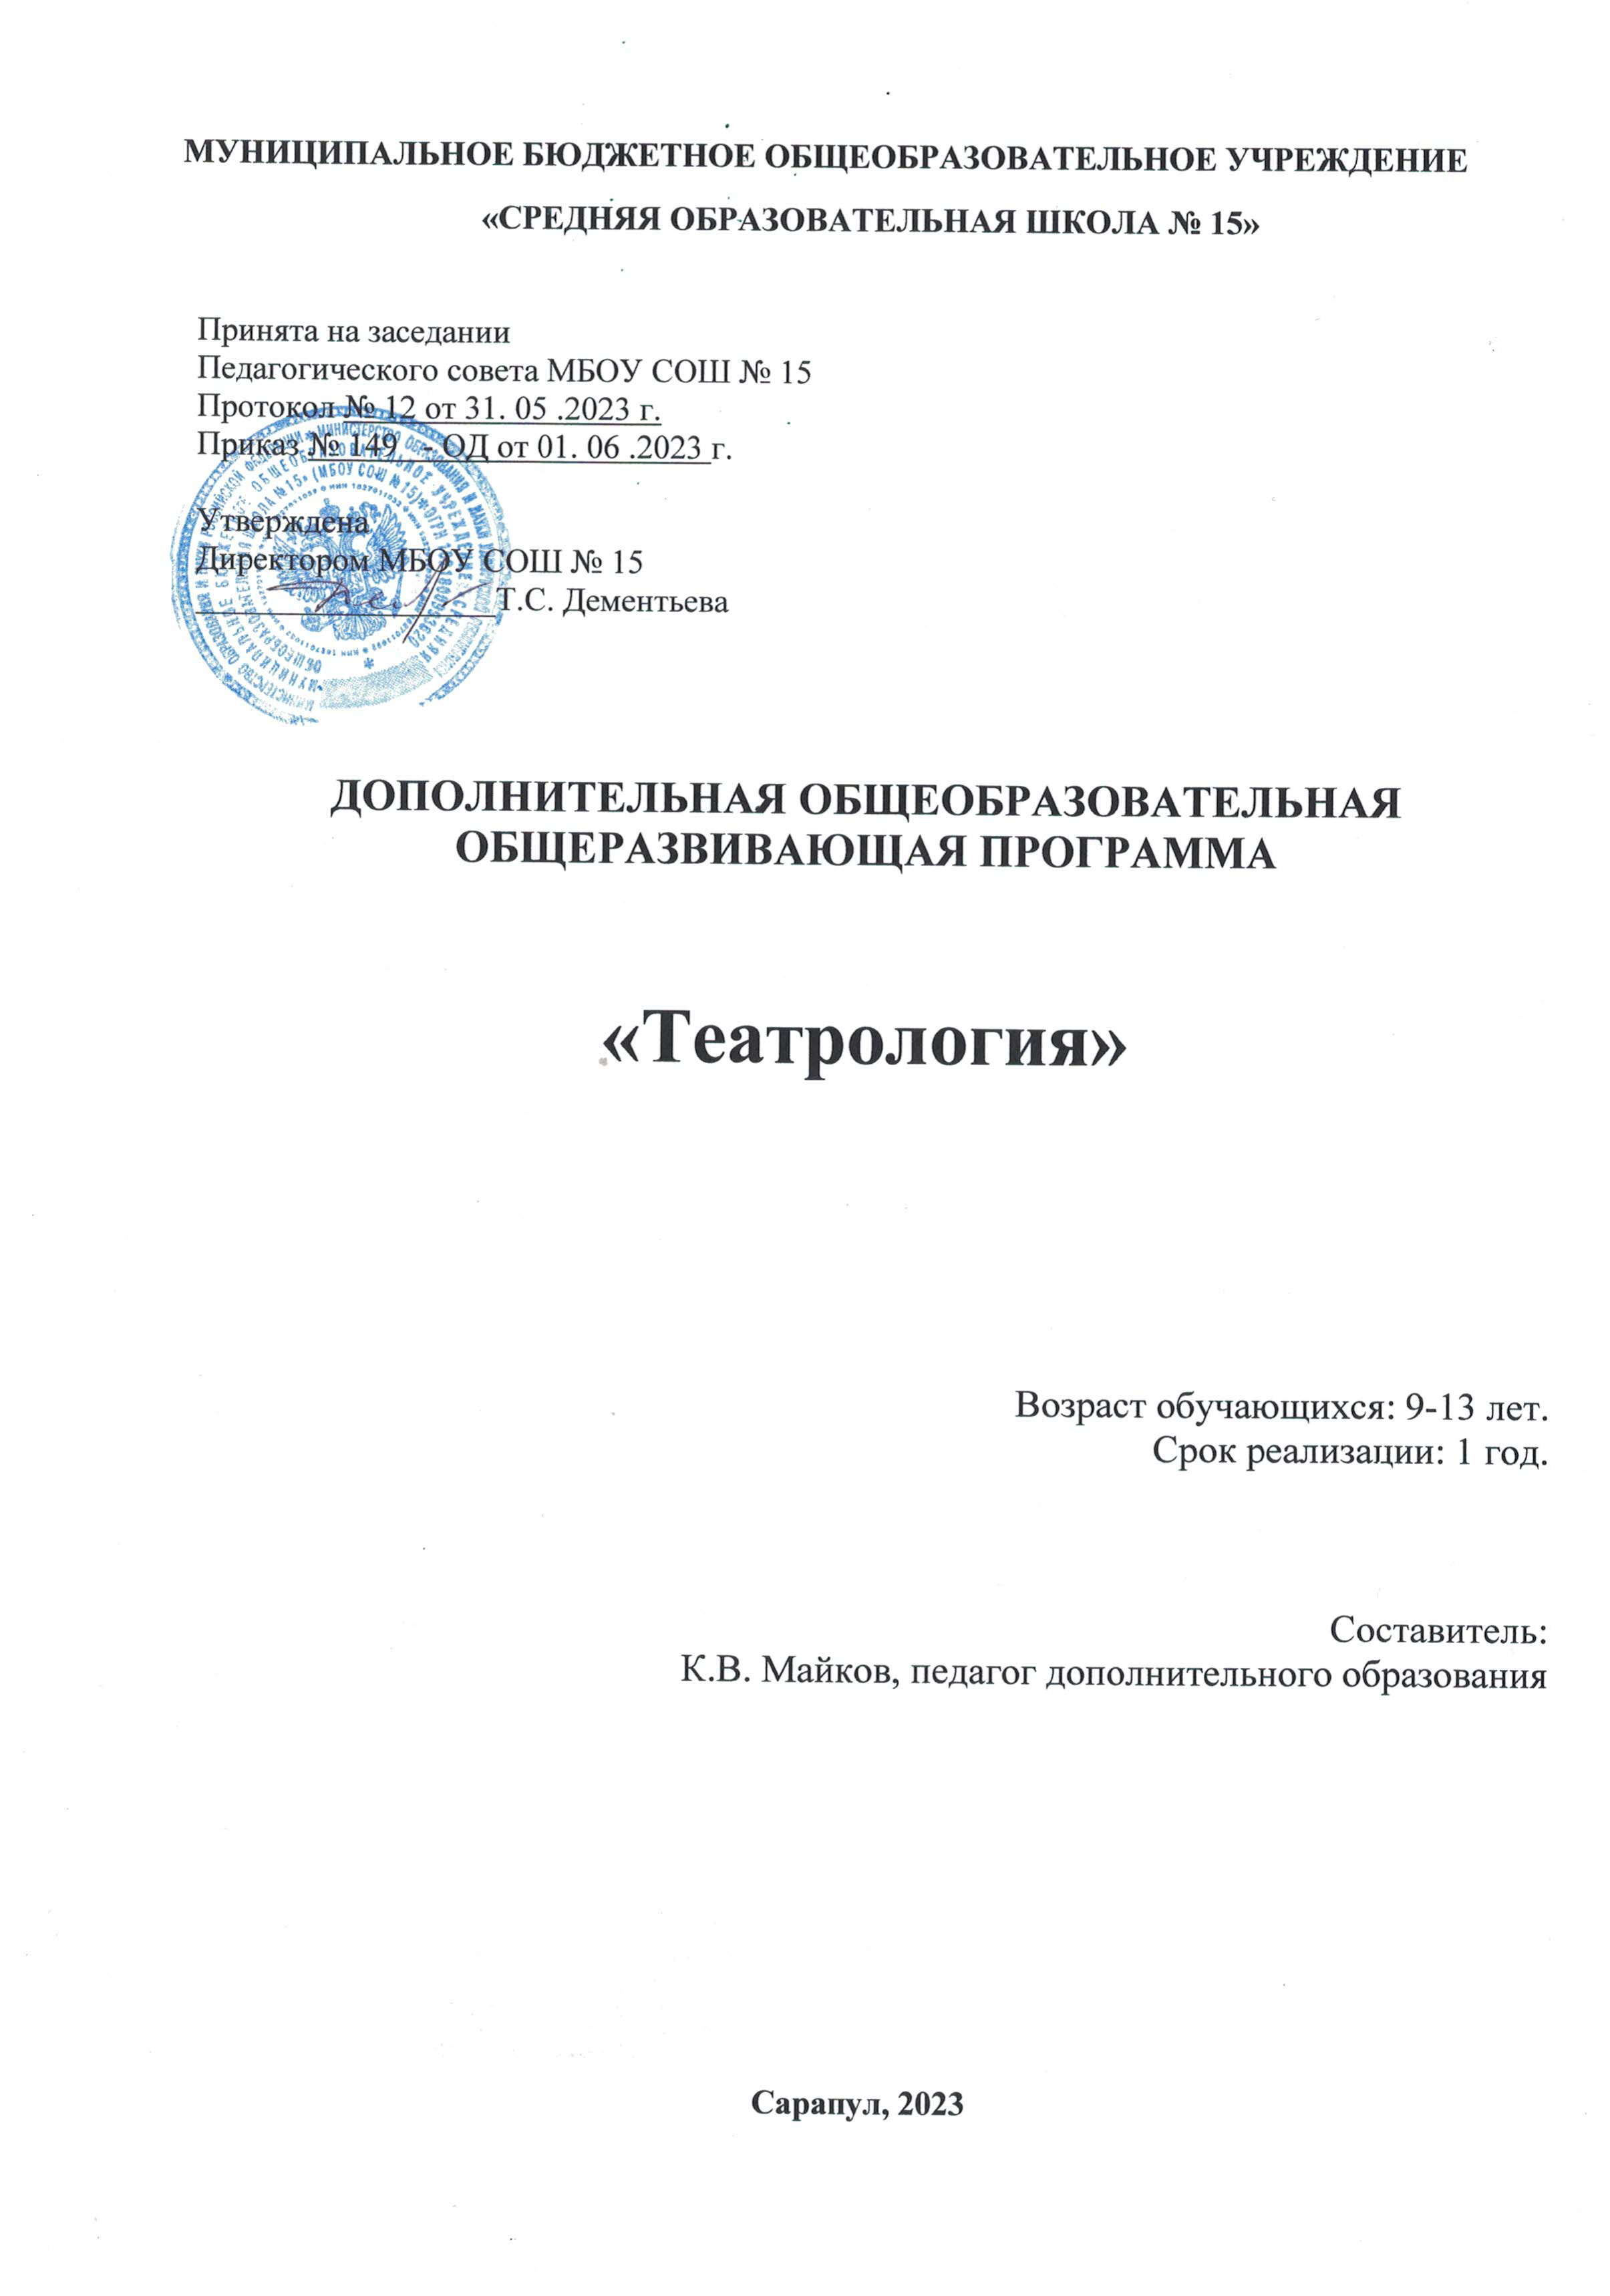 МУНИЦИПАЛЬНОЕ БЮДЖЕТНОЕ ОБЩЕОБРАЗОВАТЕЛЬНОЕ УЧРЕЖДЕНИЕ
«СРЕДНЯЯ ОБРАЗОВАТЕЛЬНАЯ ШКОЛА № 15»
Принята на заседании
Педагогического совета МБОУ СОШ № 15
Протокол № 12 от 31. 05 .2023 г.
Приказ № 149 - ОД от 01. 06 .2023 г.
Утверждена
Директором МБОУ СОШ № 15
Т.С. Дементьева
ДОПОЛНИТЕЛЬНАЯ ОБЩЕОБРАЗОВАТЕЛЬНАЯ
ОБЩЕРАЗВИВАЮЩАЯ ПРОГРАММА
«Театрология»
Возраст обучающихся: 9-13 лет.
Срок реализации: 1 год.
Составитель:
К.В. Майков, педагог дополнительного образования
Сарапул, 2023